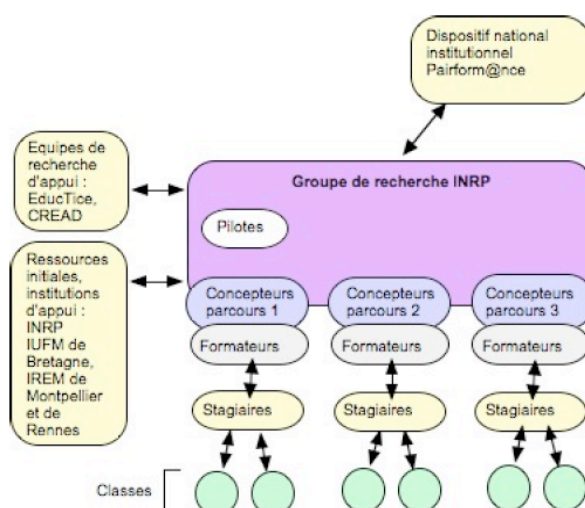 Dispositif national
institutionnel
Pairform@nce
Equipes de
recherche
d'appui :
EducTice,
CREAD
Groupe de recherche INRP
Pilotes
Ressources
initiales,
institutions
d'appui :
INRP
IUFM de
Bretagne,
IREM de
Montpellier
et de
Rennes
Concepteurs
parcours 1
Concepteurs
parcours 2
Concepteurs
parcours 3
Formateurs
Formateurs
Formateurs
Stagiaires
Stagiaires
Stagiaires
Classes